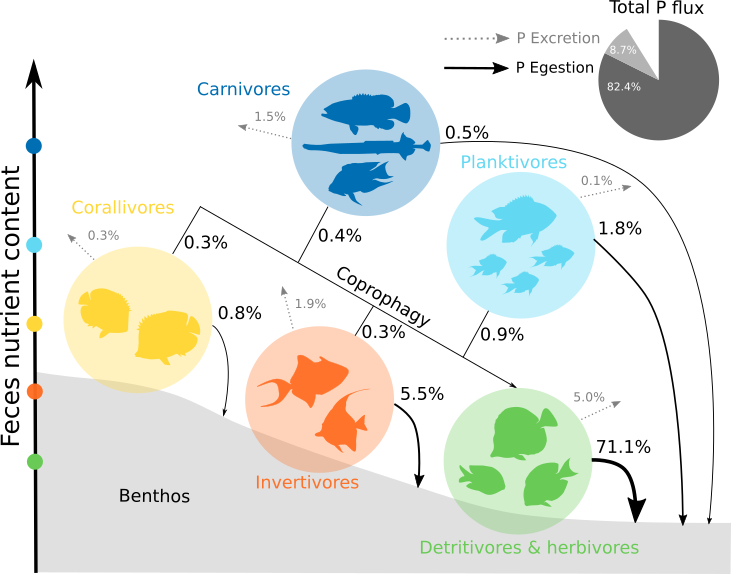 Total P flux
P Excretion
8.7%
P Egestion
82.4%
Carnivores
1.5%
0.5%
Planktivores
0.1%
Corallivores
0.3%
0.3%
0.4%
1.8%
Feces nutrient content
Coprophagy
1.9%
0.8%
0.3%
0.9%
5.5%
5.0%
71.1%
Invertivores
Benthos
Detritivores & herbivores